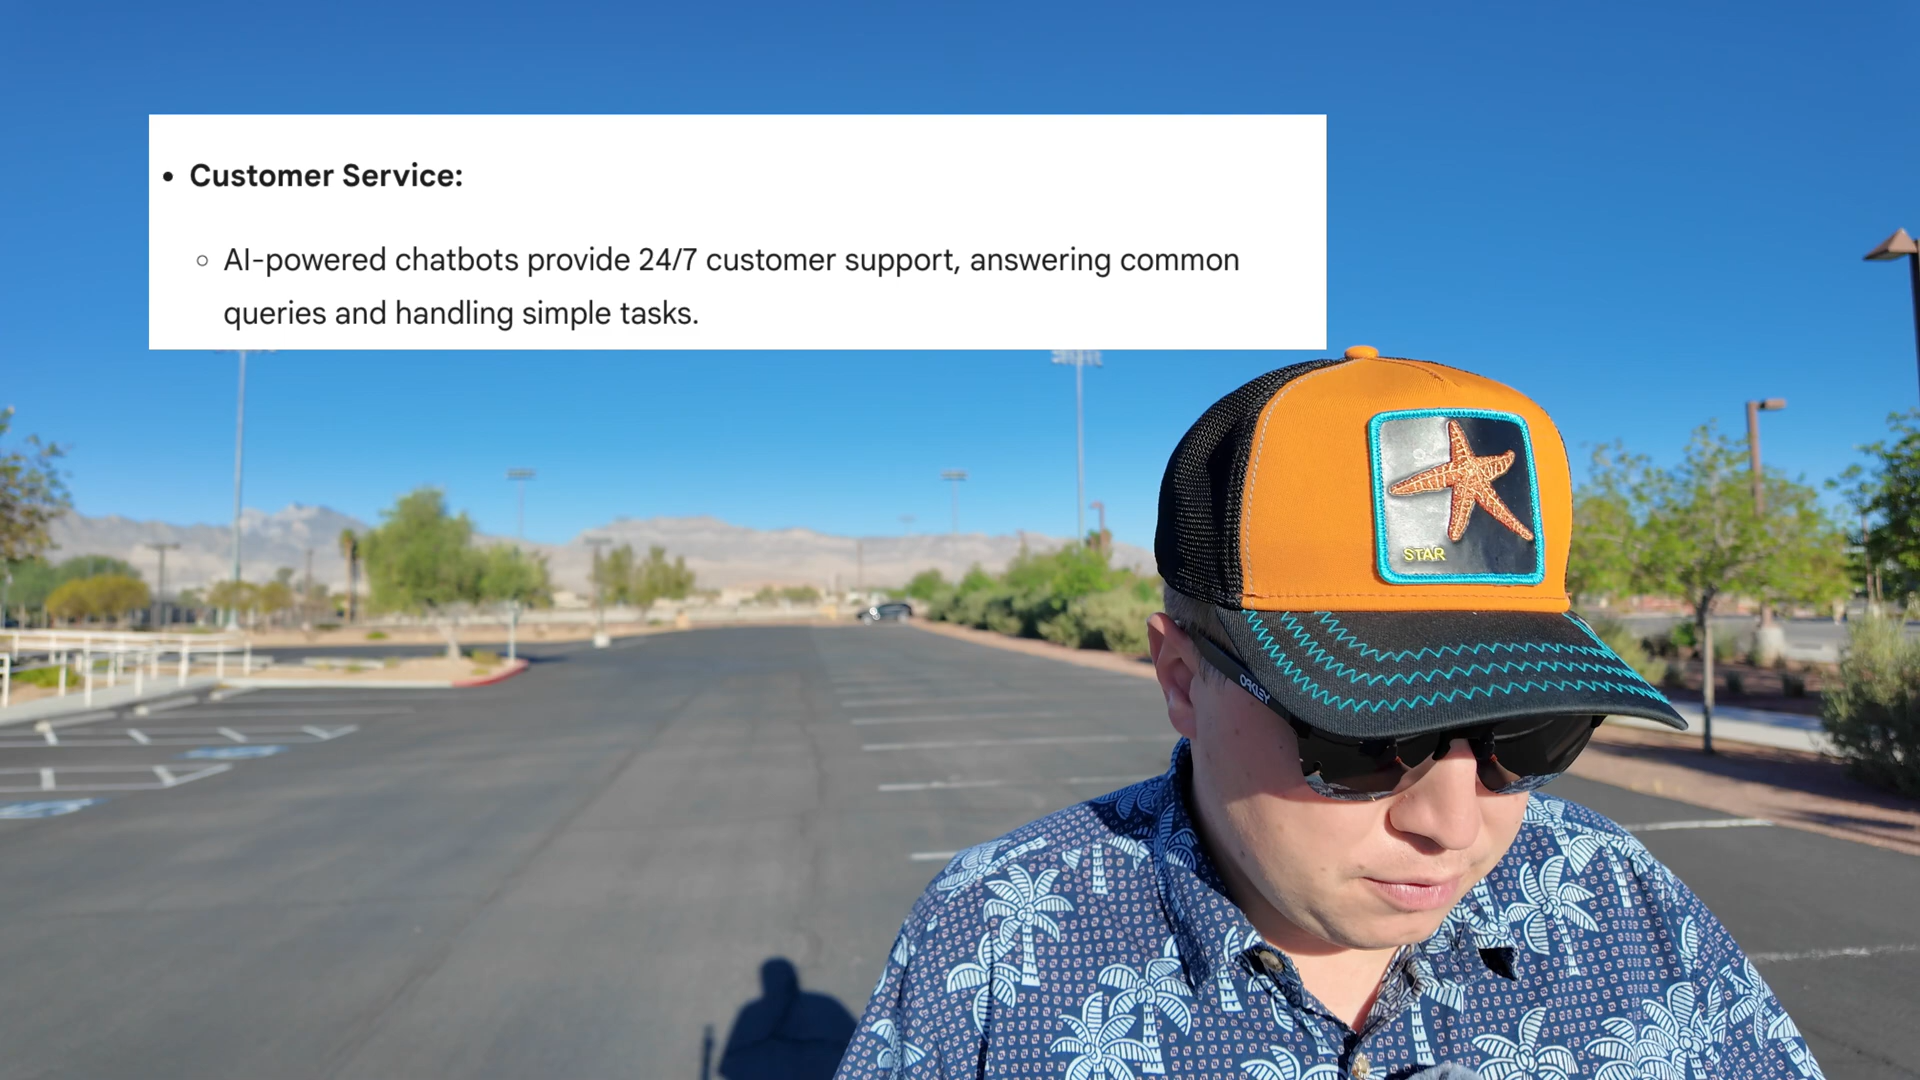 • Customer Service:
○ AI-powered chatbots provide 24/7 customer support, answering common
queries and handling simple tasks.
STAR
OAKLEY